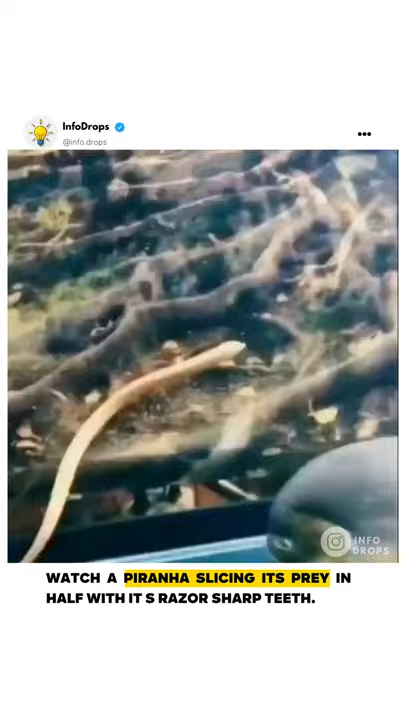 InfoDrops
@info.drops
INFO
DROPS
WATCH A PIRANHA SLICING ITS PREY IN
HALF WITH IT S RAZOR SHARP TEETH.